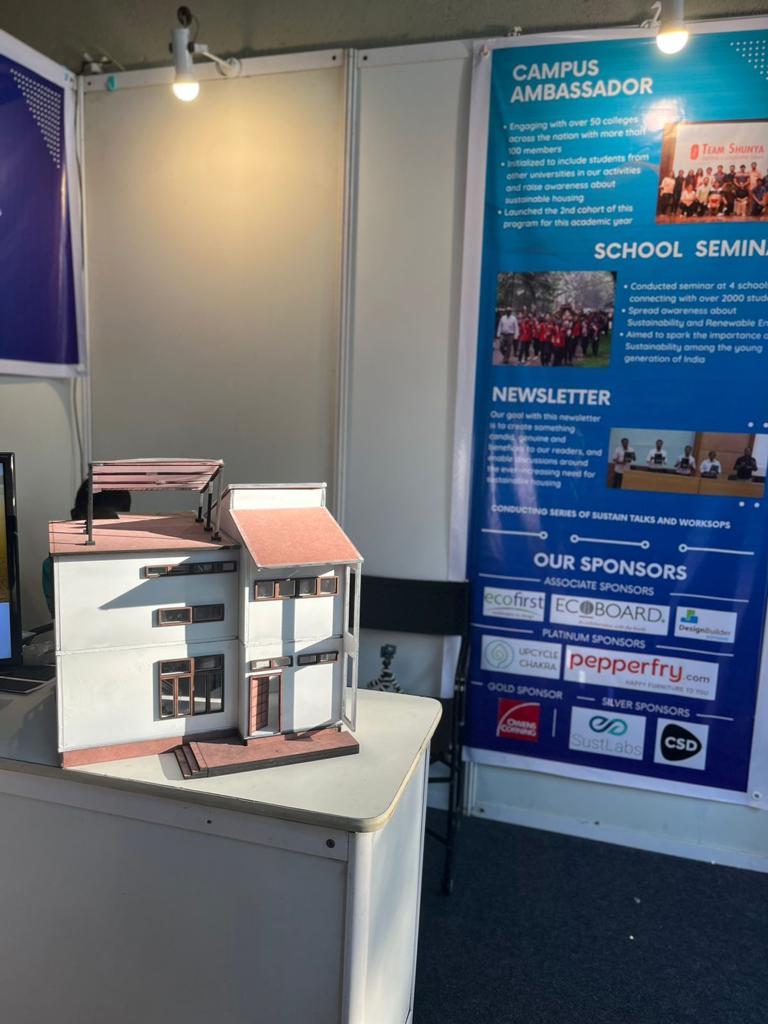 CAMPUS
AMBASSADOR
• Engaging with over 50 colleges
across the nation with more than
100 members
• Initialized to include students from
other universities in our activities
and raise awareness about
sustainable housing
• Launched the 2nd cohort of this
program for this academic year
TEAM SHUNYA
SCHOOL SEMINA
• Conducted seminar at 4 schools
connecting with over 2000 stude
• Spread awareness about
Sustainability and Renewable En
• Aimed to spark the importance o
Sustainability among the young
generation of India
NEWSLETTER
Our goal with this newsletter
is to create something
candid, genuine and
beneficial to our readers, and
enable discussions around
the ever-increasing need for
sustainable housing
CONDUCTING SERIES OF SUSTAIN TALKS AND WORKSOPS
OUR SPONSORS
ASSOCIATE SPONSORS
ecofirst
ECOBOARD
DesignBuilder
PLATINUM SPONSORS
UPCYCLE
CHAKRA
pepperfry.com
HAPPY FURNITURE TO YOU
GOLD SPONSOR
SILVER SPONSORS
OWENS
CORNING
SustLabs
CSD